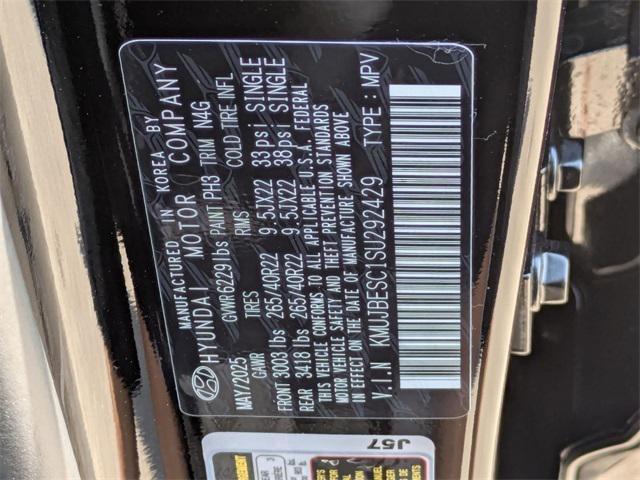 MANUFACTURED IN KOREA BY
HYUNDAI MOTOR COMPANY
MAY/2025 GVWR 6229 lbs PAINT PH3 TRIM N4G
GAWR TIRES RIMS COLD TIRE INFL
FRONT 3003 lbs 265/40R22 9.5JX22 33psi SINGLE
REAR 3418 lbs 265/40R22 9.5JX22 38psi SINGLE
THIS VEHICLE CONFORMS TO ALL APPLICABLE U.S.A. FEDERAL
MOTOR VEHICLE SAFETY AND THEFT PREVENTION STANDARDS
IN EFFECT ON THE DATE OF MANUFACTURE SHOWN ABOVE
V.I.N KMUJBESC1SU292429 TYPE : MPV
J57